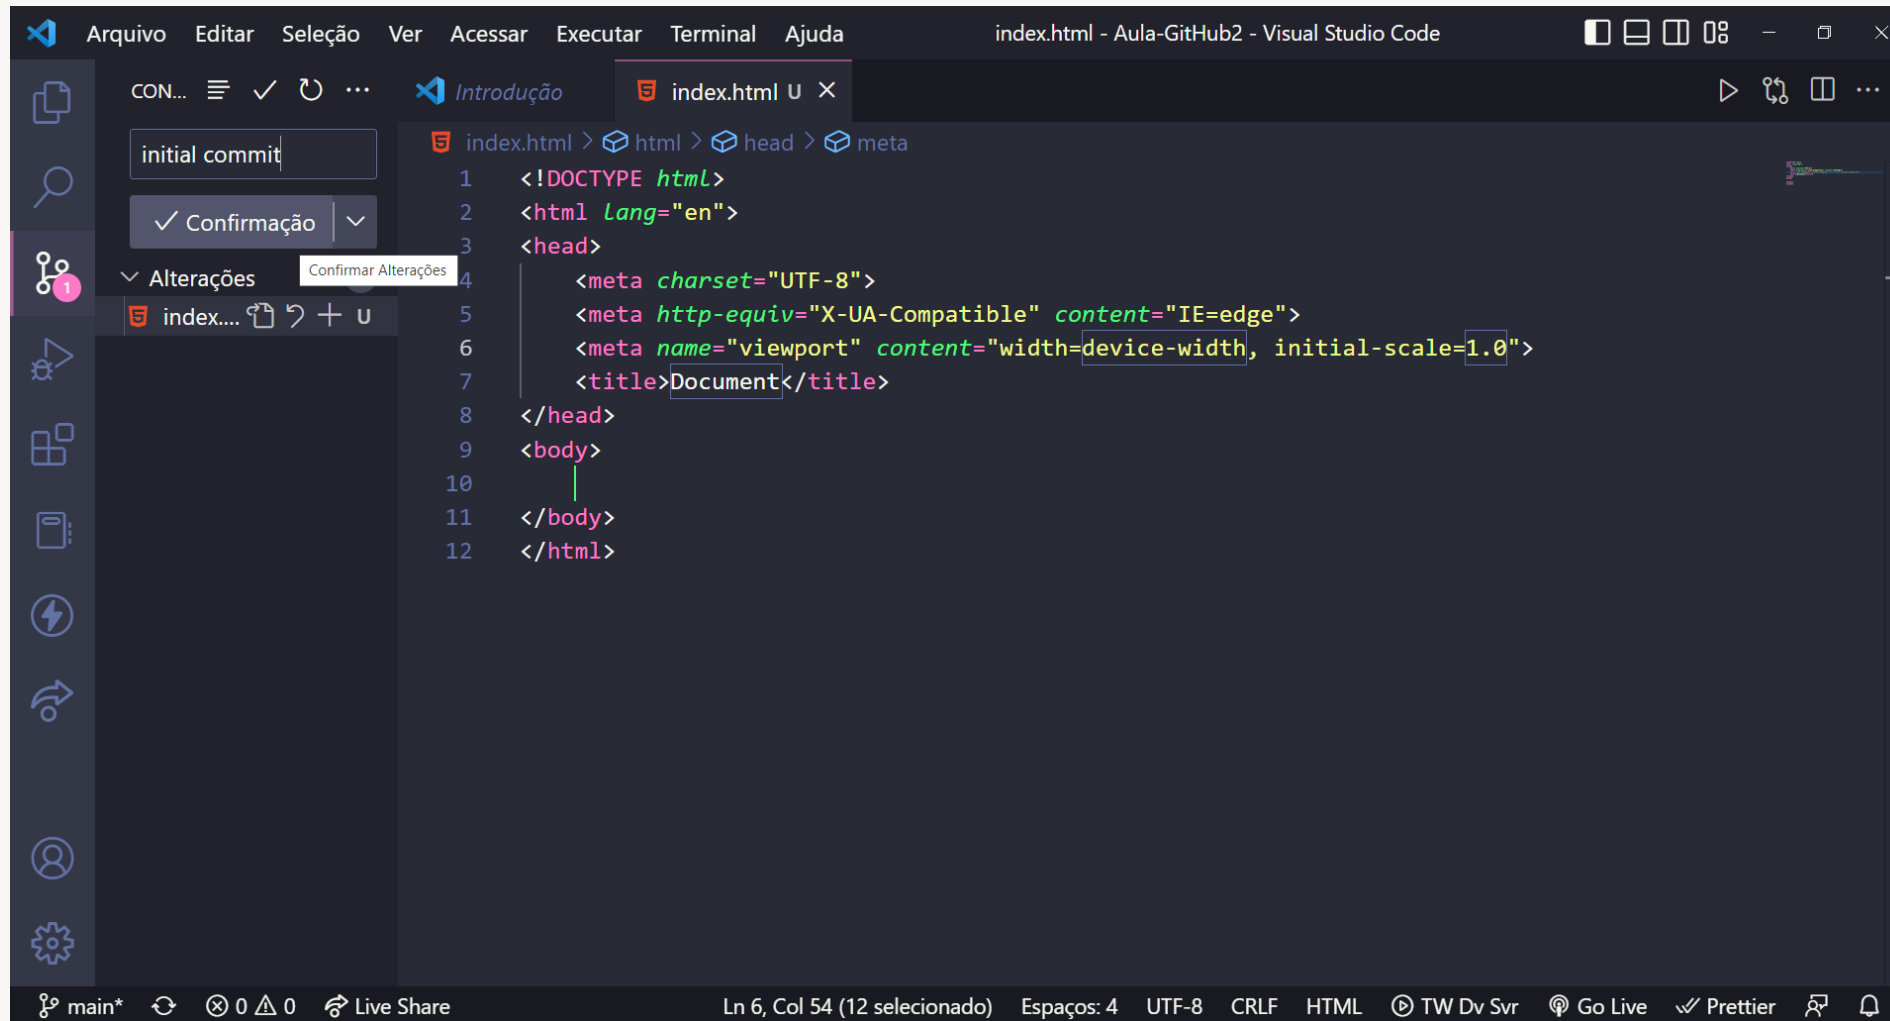 Arquivo Editar Seleção Ver Acessar Executar Terminal Ajuda index.html - Aula-GitHub2 - Visual Studio Code
CON...
Introdução index.html U
initial commit
index.html > html > head > meta
Confirmação
Confirmar Alterações
Alterações
index.... U
1 <!DOCTYPE html>
2 <html lang="en">
3 <head>
4 <meta charset="UTF-8">
5 <meta http-equiv="X-UA-Compatible" content="IE=edge">
6 <meta name="viewport" content="width=device-width, initial-scale=1.0">
7 <title>Document</title>
8 </head>
9 <body>
10
11 </body>
12 </html>
1
main* 0 0 Live Share Ln 6, Col 54 (12 selecionado) Espaços: 4 UTF-8 CRLF HTML TW Dv Svr Go Live Prettier